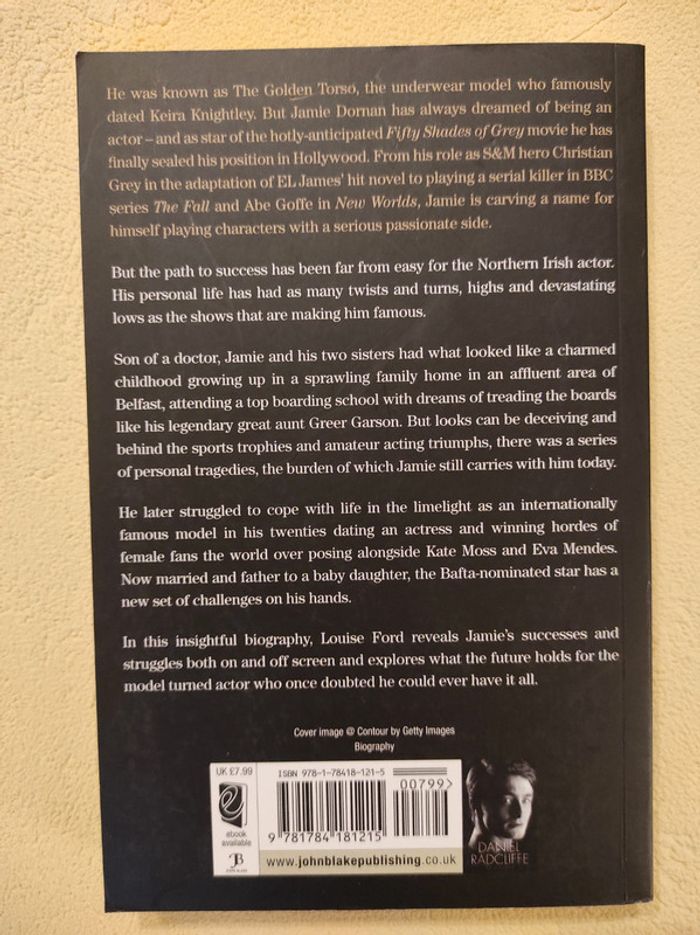 He was known as The Golden Torso, the underwear model who famously
dated Keira Knightley. But Jamie Dornan has always dreamed of being an
actor – and as star of the hotly-anticipated Fifty Shades of Grey movie he has
finally sealed his position in Hollywood. From his role as S&M hero Christian
Grey in the adaptation of EL James' hit novel to playing a serial killer in BBC
series The Fall and Abe Goffe in New Worlds, Jamie is carving a name for
himself playing characters with a serious passionate side.
But the path to success has been far from easy for the Northern Irish actor.
His personal life has had as many twists and turns, highs and devastating
lows as the shows that are making him famous.
Son of a doctor, Jamie and his two sisters had what looked like a charmed
childhood growing up in a sprawling family home in an affluent area of
Belfast, attending a top boarding school with dreams of treading the boards
like his legendary great aunt Greer Garson. But looks can be deceiving and
behind the sports trophies and amateur acting triumphs, there was a series
of personal tragedies, the burden of which Jamie still carries with him today.
He later struggled to cope with life in the limelight as an internationally
famous model in his twenties dating an actress and winning hordes of
female fans the world over posing alongside Kate Moss and Eva Mendes.
Now married and father to a baby daughter, the Bafta-nominated star has a
new set of challenges on his hands.
In this insightful biography, Louise Ford reveals Jamie's successes and
struggles both on and off screen and explores what the future holds for the
model turned actor who once doubted he could ever have it all.
Cover image @ Contour by Getty Images
Biography
UK £7.99
ISBN 978-1-78418-121-5
00799>
e
ebook
available
9 781784 181215
JB
www.johnblakepublishing.co.uk
DANIEL
RADCLIFFE